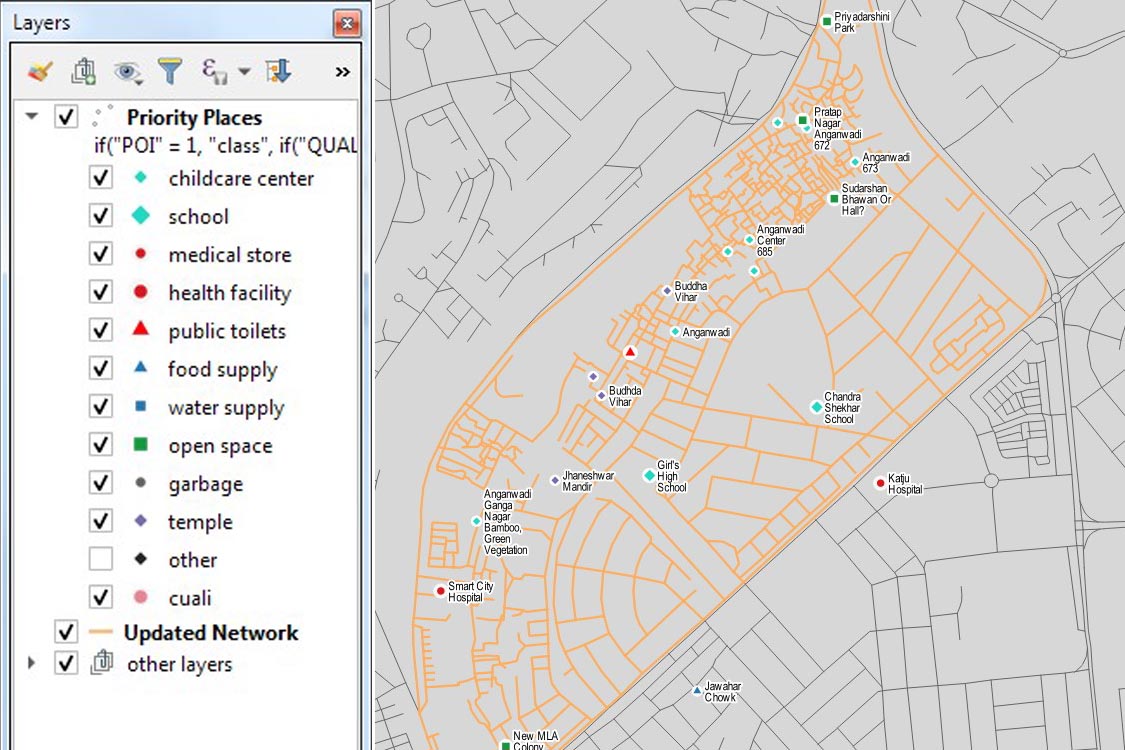 Layers
Priority Places
if("POI" = 1, "class", if("QUAL
childcare center
school
medical store
health facility
public toilets
food supply
water supply
open space
garbage
temple
other
cuali
Updated Network
other layers
Priyadarshini
Park
Pratap
Nagar
Anganwadi
672
Anganwadi
673
Sudarshan
Bhawan Or
Hall?
Anganwadi
Center
685
Buddha
Vihar
Anganwadi
Budhda
Vihar
Chandra
Shekhar
School
Girl's
High
School
Jhaneshwar
Mandir
Katju
Hospital
Anganwadi
Ganga
Nagar
Bamboo,
Green
Vegetation
Smart City
Hospital
Jawahar
Chowk
New MLA
Colony